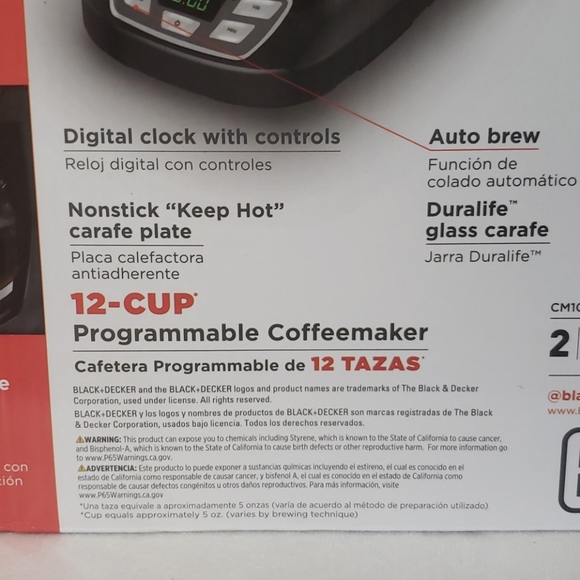 Digital clock with controls
Reloj digital con controles
Auto brew
Función de
colado automático
Nonstick “Keep Hot”
carafe plate
Placa calefactora
antiadherente
Duralife™
glass carafe
Jarra Duralife™
12-CUP*
Programmable Coffeemaker
Cafetera Programmable de 12 TAZAS*
BLACK+DECKER and the BLACK+DECKER logos and product names are trademarks of The Black & Decker
Corporation, used under license. All rights reserved.
BLACK+DECKER y los logos y nombres de productos de BLACK+DECKER son marcas registradas de The Black
& Decker Corporation, usados bajo licencia. Todos los derechos reservados.
⚠WARNING: This product can expose you to chemicals including Styrene, which is known to the State of California to cause cancer,
and Bisphenol-A, which is known to the State of California to cause birth defects or other reproductive harm. For more information go
to www.P65Warnings.ca.gov.
⚠ADVERTENCIA: Este producto lo puede exponer a sustancias químicas incluyendo el estireno, el cual es conocido en el
estado de California como responsable de causar cancer, y bisfenol A, el cual es conocido en el estado de California como
responsable de causar defectos congénitos u otros daños reproductivos. Para más información, visite
www.P65Warnings.ca.gov
*Una taza equivale a aproximadamente 5 onzas (varía de acuerdo al método de preparación utilizado)
*Cup equals approximately 5 oz. (varies by brewing technique)
CM10
2
@bla
www.
e
con
ción